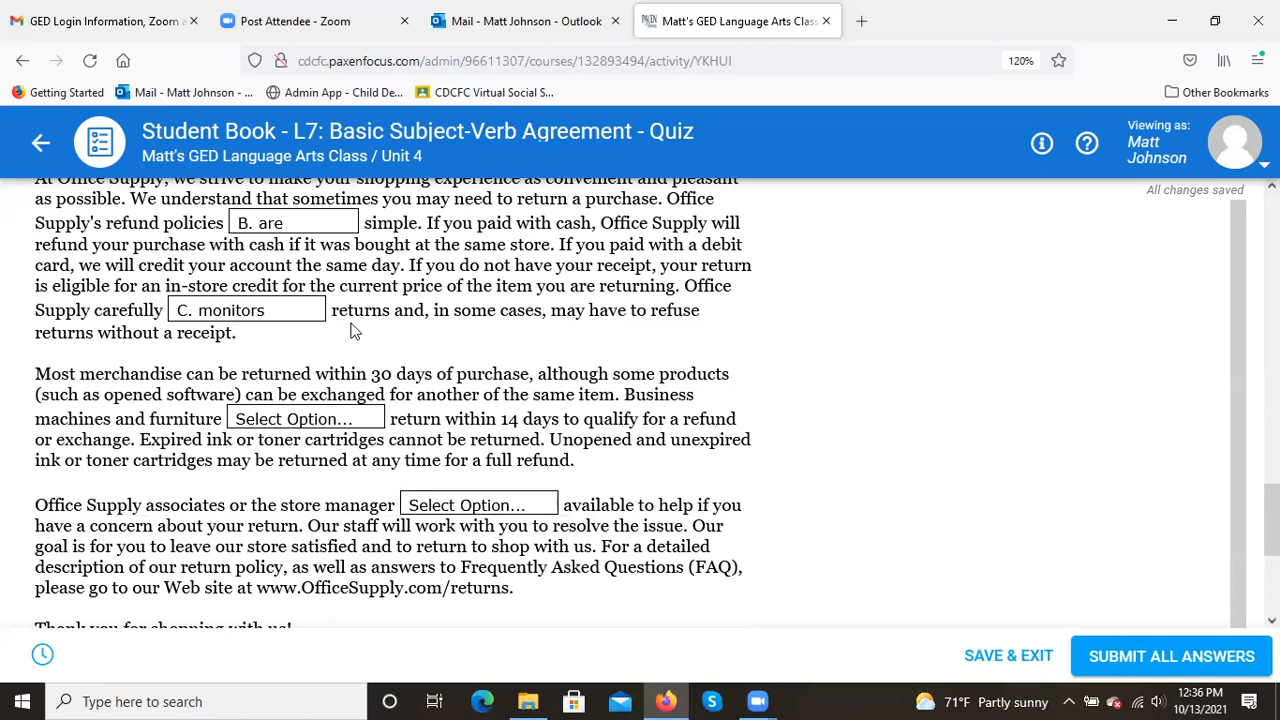 GED Login Information, Zoom a
Post Attendee - Zoom
Mail - Matt Johnson - Outlook
PAXEN
Matt's GED Language Arts Class
cdcfc.paxenfocus.com/admin/96611307/courses/132893494/activity/YKHUI
120%
Getting Started
Mail - Matt Johnson - ...
Admin App - Child De...
CDCFC Virtual Social S...
Other Bookmarks
Student Book - L7: Basic Subject-Verb Agreement - Quiz
Matt's GED Language Arts Class / Unit 4
Viewing as:
Matt
Johnson
All changes saved
At Office Supply, we strive to make your shopping experience as convenient and pleasant
as possible. We understand that sometimes you may need to return a purchase. Office
Supply's refund policies B. are simple. If you paid with cash, Office Supply will
refund your purchase with cash if it was bought at the same store. If you paid with a debit
card, we will credit your account the same day. If you do not have your receipt, your return
is eligible for an in-store credit for the current price of the item you are returning. Office
Supply carefully C. monitors returns and, in some cases, may have to refuse
returns without a receipt.
Most merchandise can be returned within 30 days of purchase, although some products
(such as opened software) can be exchanged for another of the same item. Business
machines and furniture Select Option... return within 14 days to qualify for a refund
or exchange. Expired ink or toner cartridges cannot be returned. Unopened and unexpired
ink or toner cartridges may be returned at any time for a full refund.
Office Supply associates or the store manager Select Option... available to help if you
have a concern about your return. Our staff will work with you to resolve the issue. Our
goal is for you to leave our store satisfied and to return to shop with us. For a detailed
description of our return policy, as well as answers to Frequently Asked Questions (FAQ),
please go to our Web site at www.OfficeSupply.com/returns.
Thank you for shopping with us!
SAVE & EXIT
SUBMIT ALL ANSWERS
Type here to search
71°F Partly sunny
12:36 PM
10/13/2021